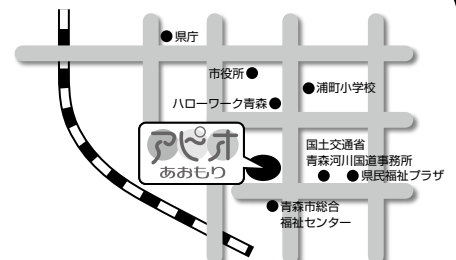 県庁
市役所
浦町小学校
ハローワーク青森
アピオ
あおもり
国土交通省
青森河川国道事務所
県民福祉プラザ
青森市総合
福祉センター